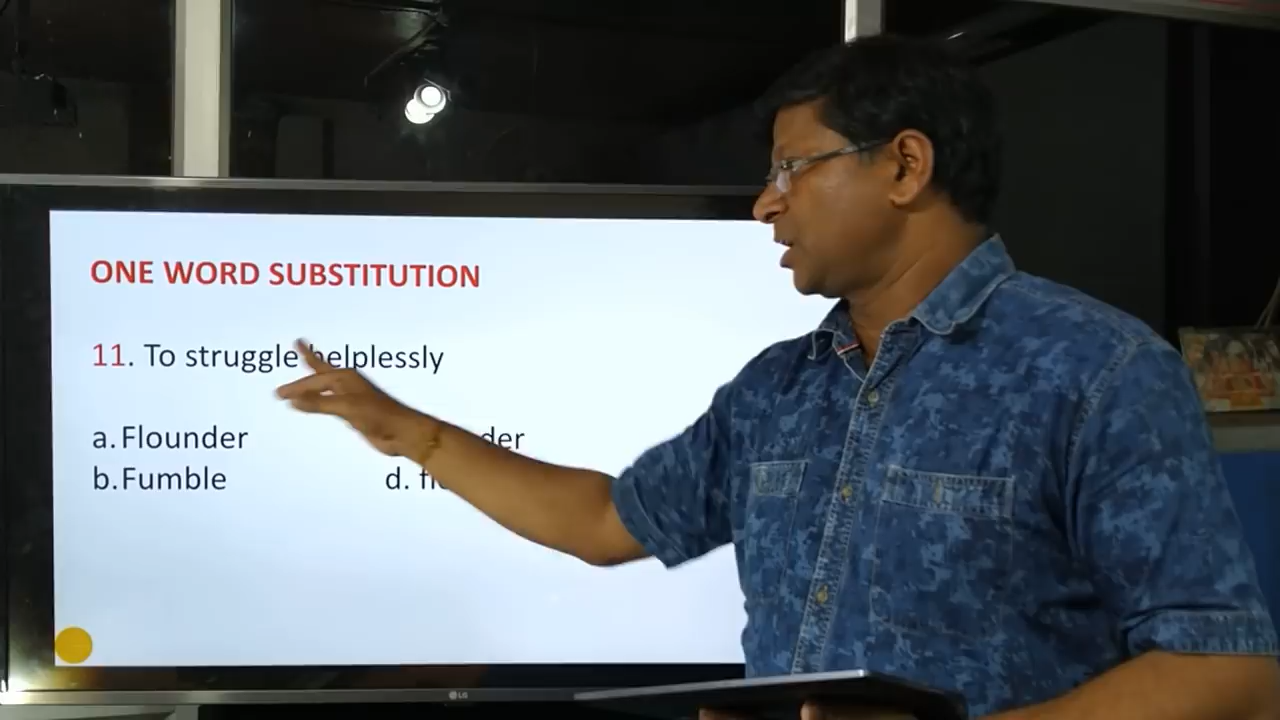 ONE WORD SUBSTITUTION
11. To struggle helplessly
a. Flounder
b. Fumble
d.
LG